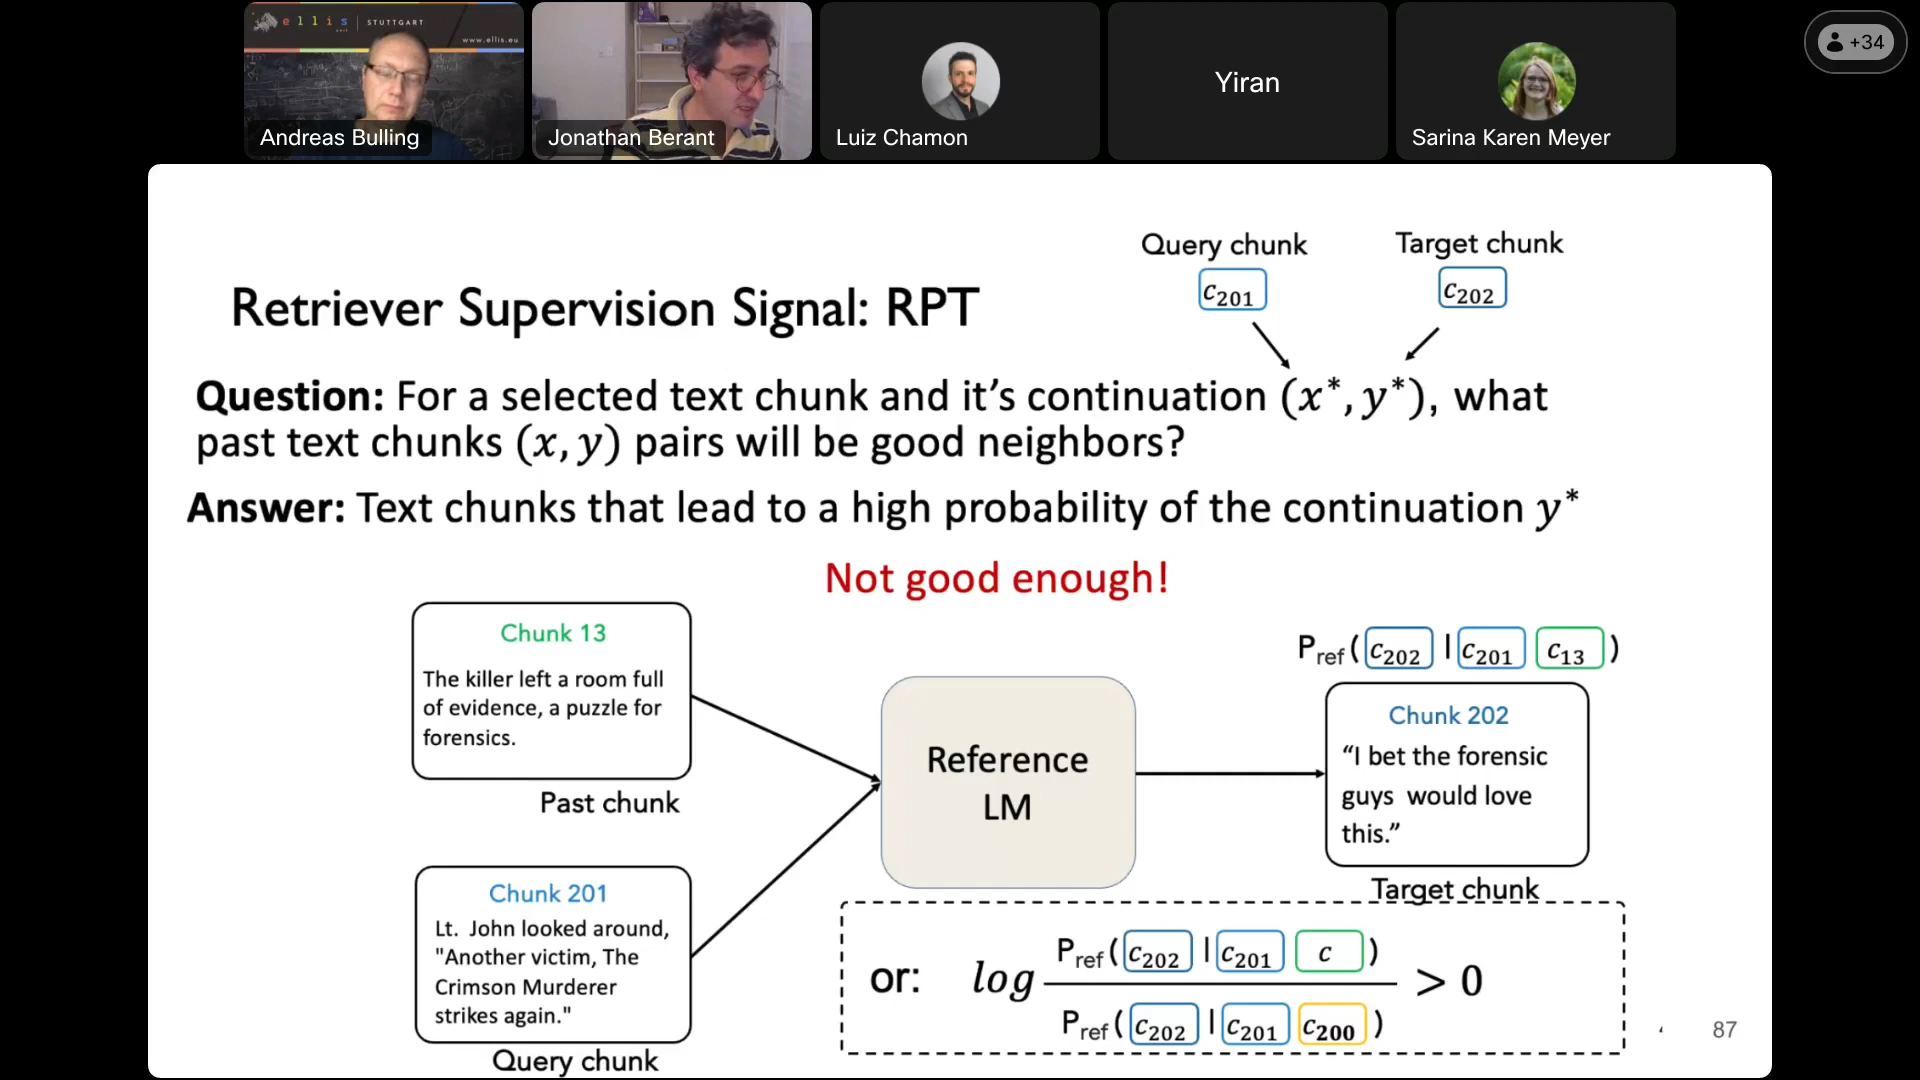 ellis | STUTTGART
unit
www.ellis.eu
Andreas Bulling
Jonathan Berant
Luiz Chamon
Yiran
Sarina Karen Meyer
+34
Query chunk
Target chunk
c201
c202
Retriever Supervision Signal: RPT
Question: For a selected text chunk and it’s continuation (x*, y*), what
past text chunks (x, y) pairs will be good neighbors?
Answer: Text chunks that lead to a high probability of the continuation y*
Not good enough!
Chunk 13
The killer left a room full
of evidence, a puzzle for
forensics.
Past chunk
Chunk 201
Lt. John looked around,
"Another victim, The
Crimson Murderer
strikes again."
Query chunk
Reference
LM
Pref( c202 | c201 c13 )
Chunk 202
“I bet the forensic
guys would love
this.”
Target chunk
Pref( c202 | c201 c )
or: log > 0
Pref( c202 | c201 c200 )
87